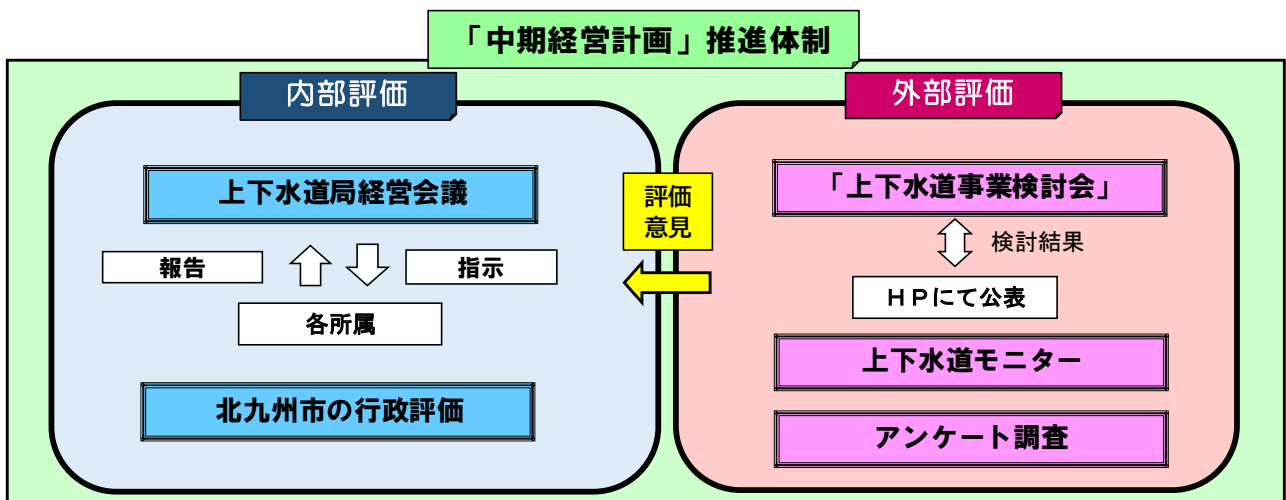 「中期経営計画」推進体制
内部評価
上下水道局経営会議
報告
指示
各所属
北九州市の行政評価
評価
意見
外部評価
「上下水道事業検討会」
検討結果
ＨＰにて公表
上下水道モニター
アンケート調査